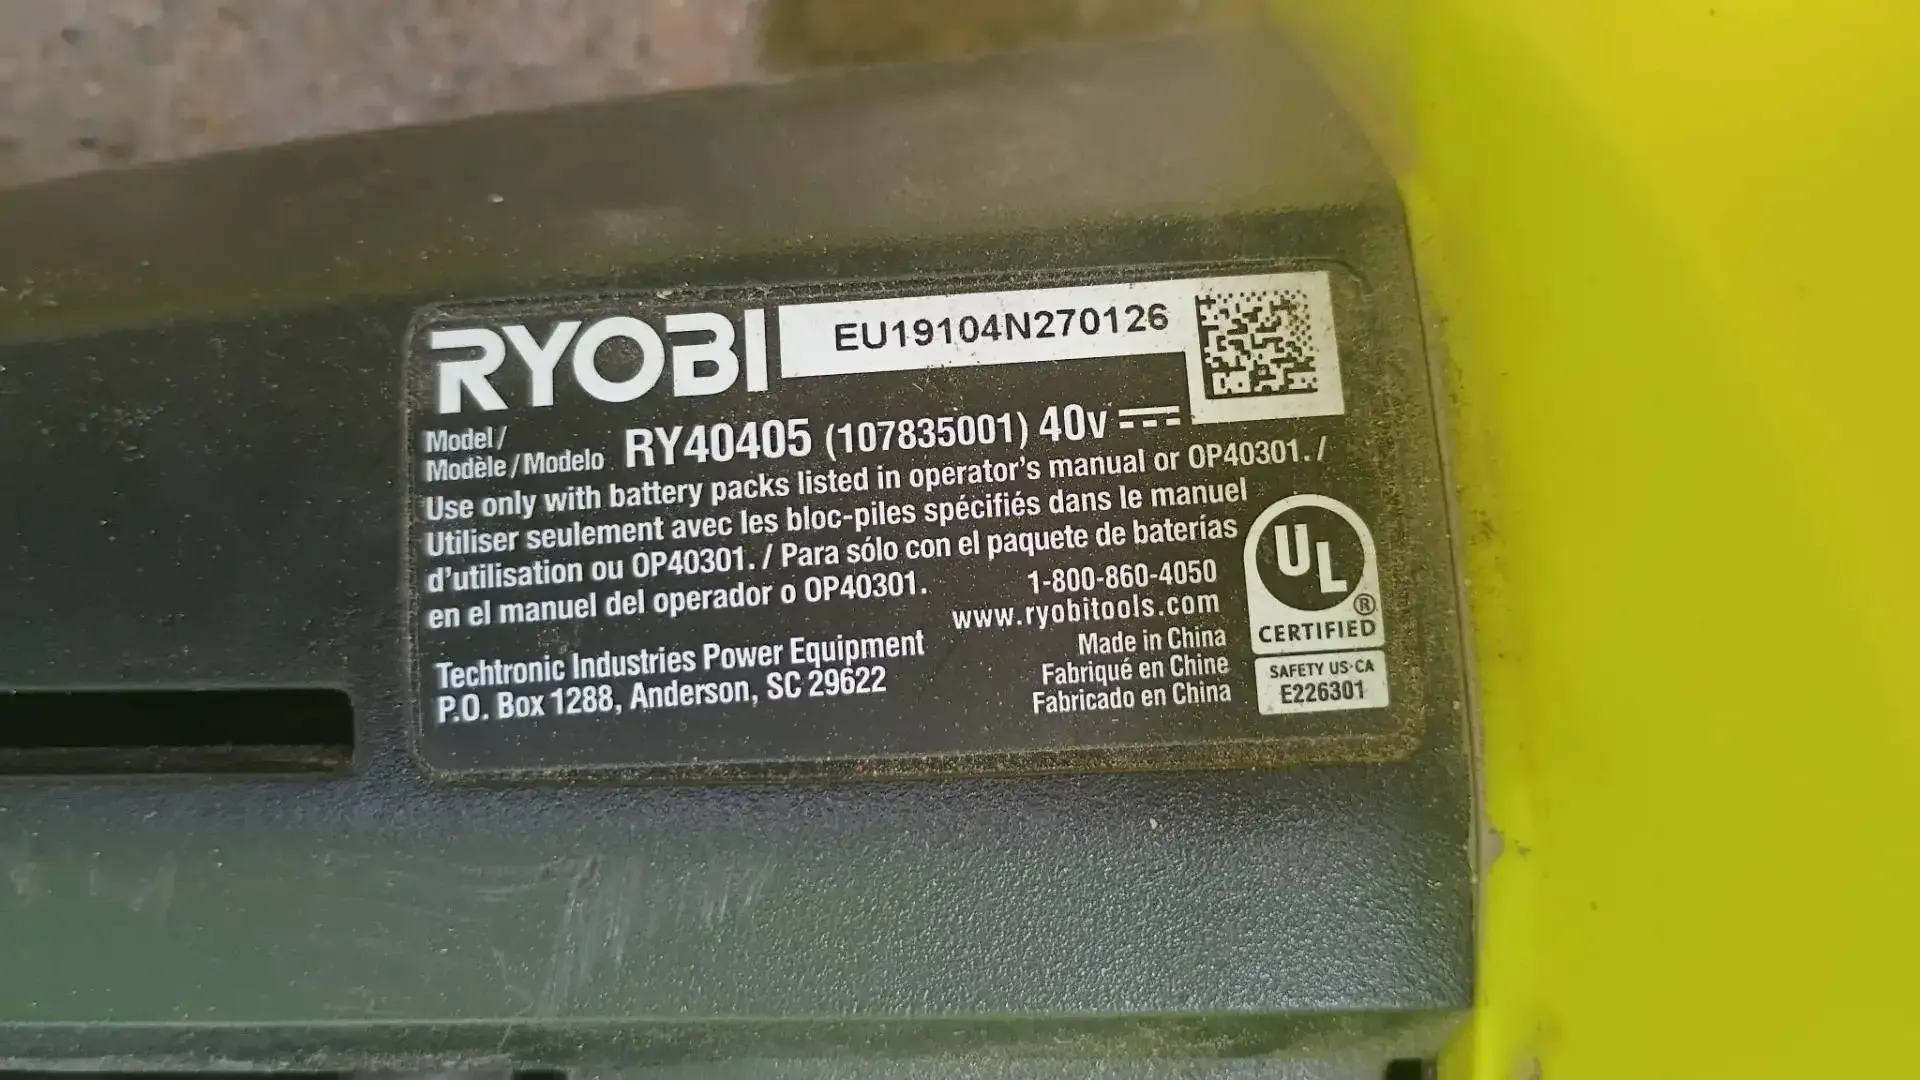 RYOBI EU19104N270126
Model/
Modèle/Modelo RY40405 (107835001) 40V
Use only with battery packs listed in operator's manual or OP40301. /
Utiliser seulement avec les bloc-piles spécifiés dans le manuel
d'utilisation ou OP40301. / Para sólo con el paquete de baterías
en el manuel del operador o OP40301.
1-800-860-4050
www.ryobitools.com
Techtronic Industries Power Equipment
P.O. Box 1288, Anderson, SC 29622
Made in China
Fabriqué en Chine
Fabricado en China
UL ®
CERTIFIED
SAFETY US·CA
E226301